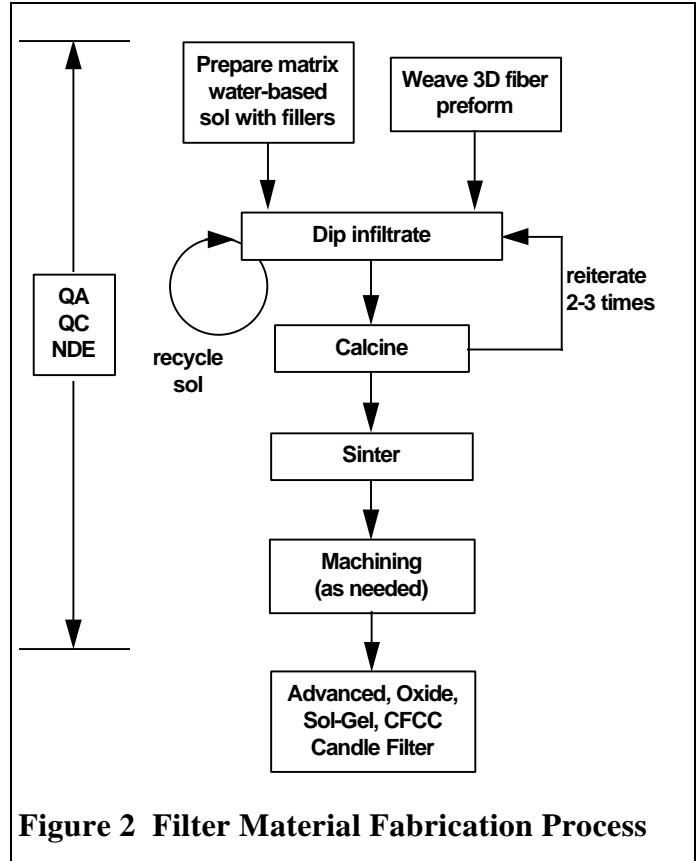 Prepare matrix
water-based
sol with fillers
Weave 3D fiber
preform
Dip infiltrate
reiterate
2-3 times
QA
QC
NDE
recycle
sol
Calcine
Sinter
Machining
(as needed)
Advanced, Oxide,
Sol-Gel, CFCC
Candle Filter
Figure 2 Filter Material Fabrication Process